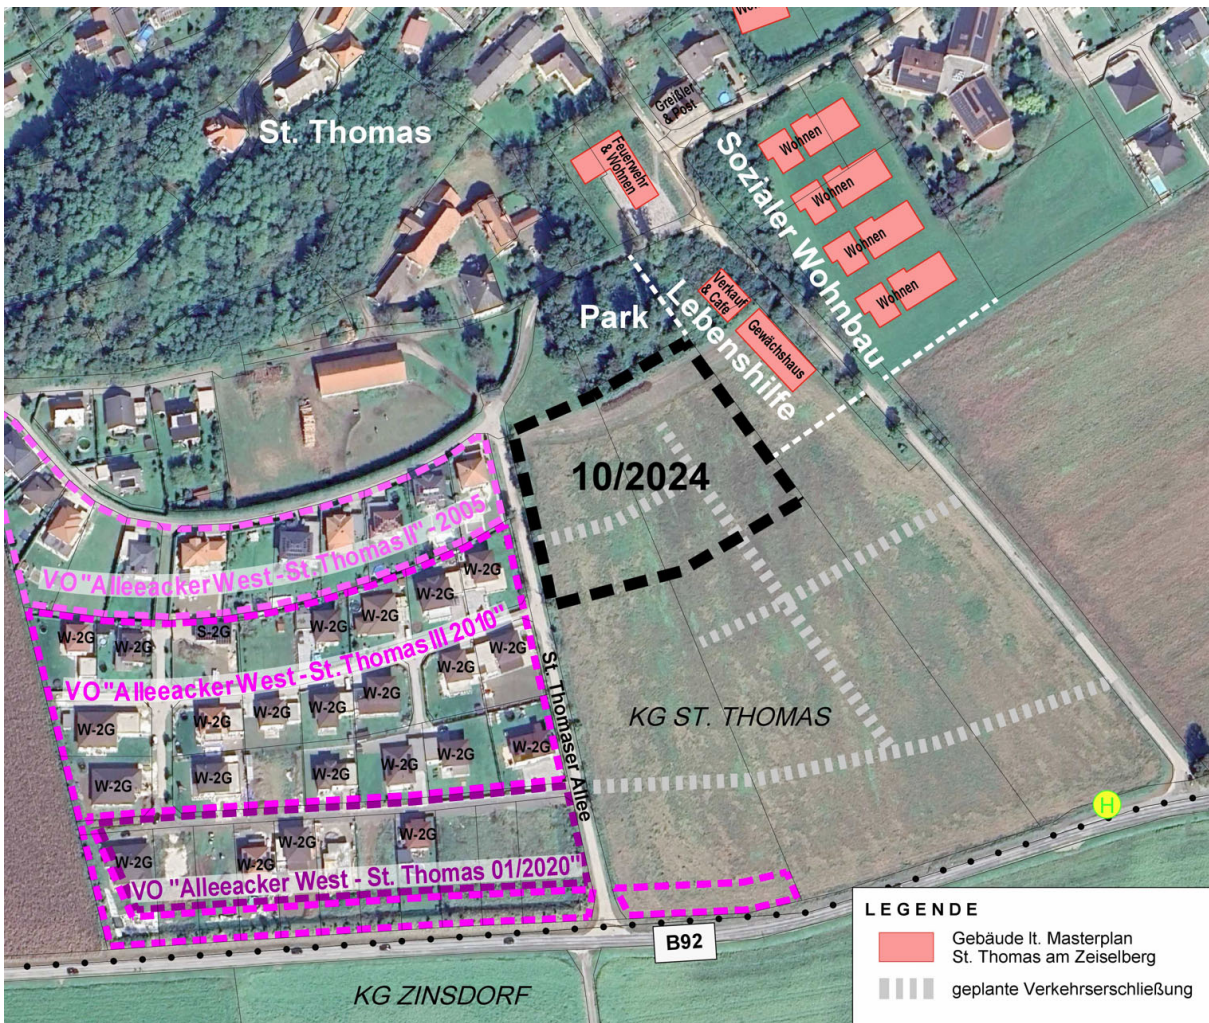 Wohnen
Greißler
& Post
St. Thomas
Feuerwehr
& Wohnen
Sozialer Wohnbau
Wohnen
Wohnen
Wohnen
Wohnen
Park
Lebenshilfe
Verkauf
& Cafe
Gewächshaus
10/2024
VO "Alleeacker West - St. Thomas II" - 2005
W-2G
W-2G
W-2G
W-2G
S-2G
W-2G
W-2G
W-2G
W-2G
VO "Alleeacker West - St. Thomas III 2010"
W-2G
W-2G
W-2G
W-2G
W-2G
W-2G
W-2G
W-2G
W-2G
W-2G
W-2G
St. Thomaser Allee
KG ST. THOMAS
H
W-2G
W-2G
W-2G
W-2G
VO "Alleeacker West - St. Thomas 01/2020"
B92
KG ZINSDORF
LEGENDE
Gebäude lt. Masterplan
St. Thomas am Zeiselberg
geplante Verkehrserschließung